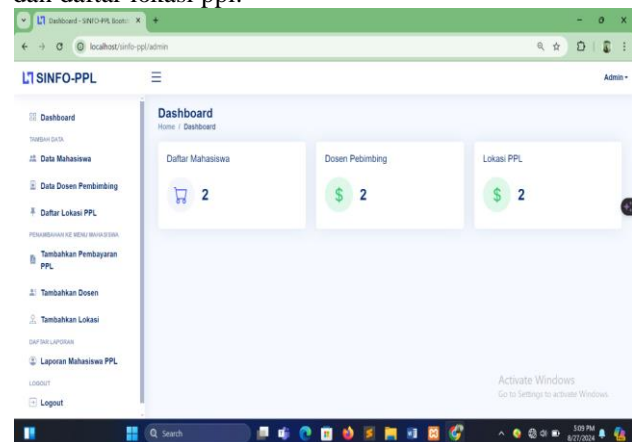 dan daftar lokasi ppl.
Dashboard - SINFO-PPL Bootst
localhost/sinfo-ppl/admin
SINFO-PPL
Admin
Dashboard
TAMBAH DATA
Data Mahasiswa
Data Dosen Pembimbing
Daftar Lokasi PPL
PENAMBAHAN KE MENU MAHASISWA
Tambahkan Pembayaran
PPL
Tambahkan Dosen
Tambahkan Lokasi
DAFTAR LAPORAN
Laporan Mahasiswa PPL
LOGOUT
Logout
Dashboard
Home / Dashboard
Daftar Mahasiswa
2
Dosen Pebimbing
$ 2
Lokasi PPL
$ 2
Activate Windows
Go to Settings to activate Windows.
Search
5:09 PM
8/27/2024